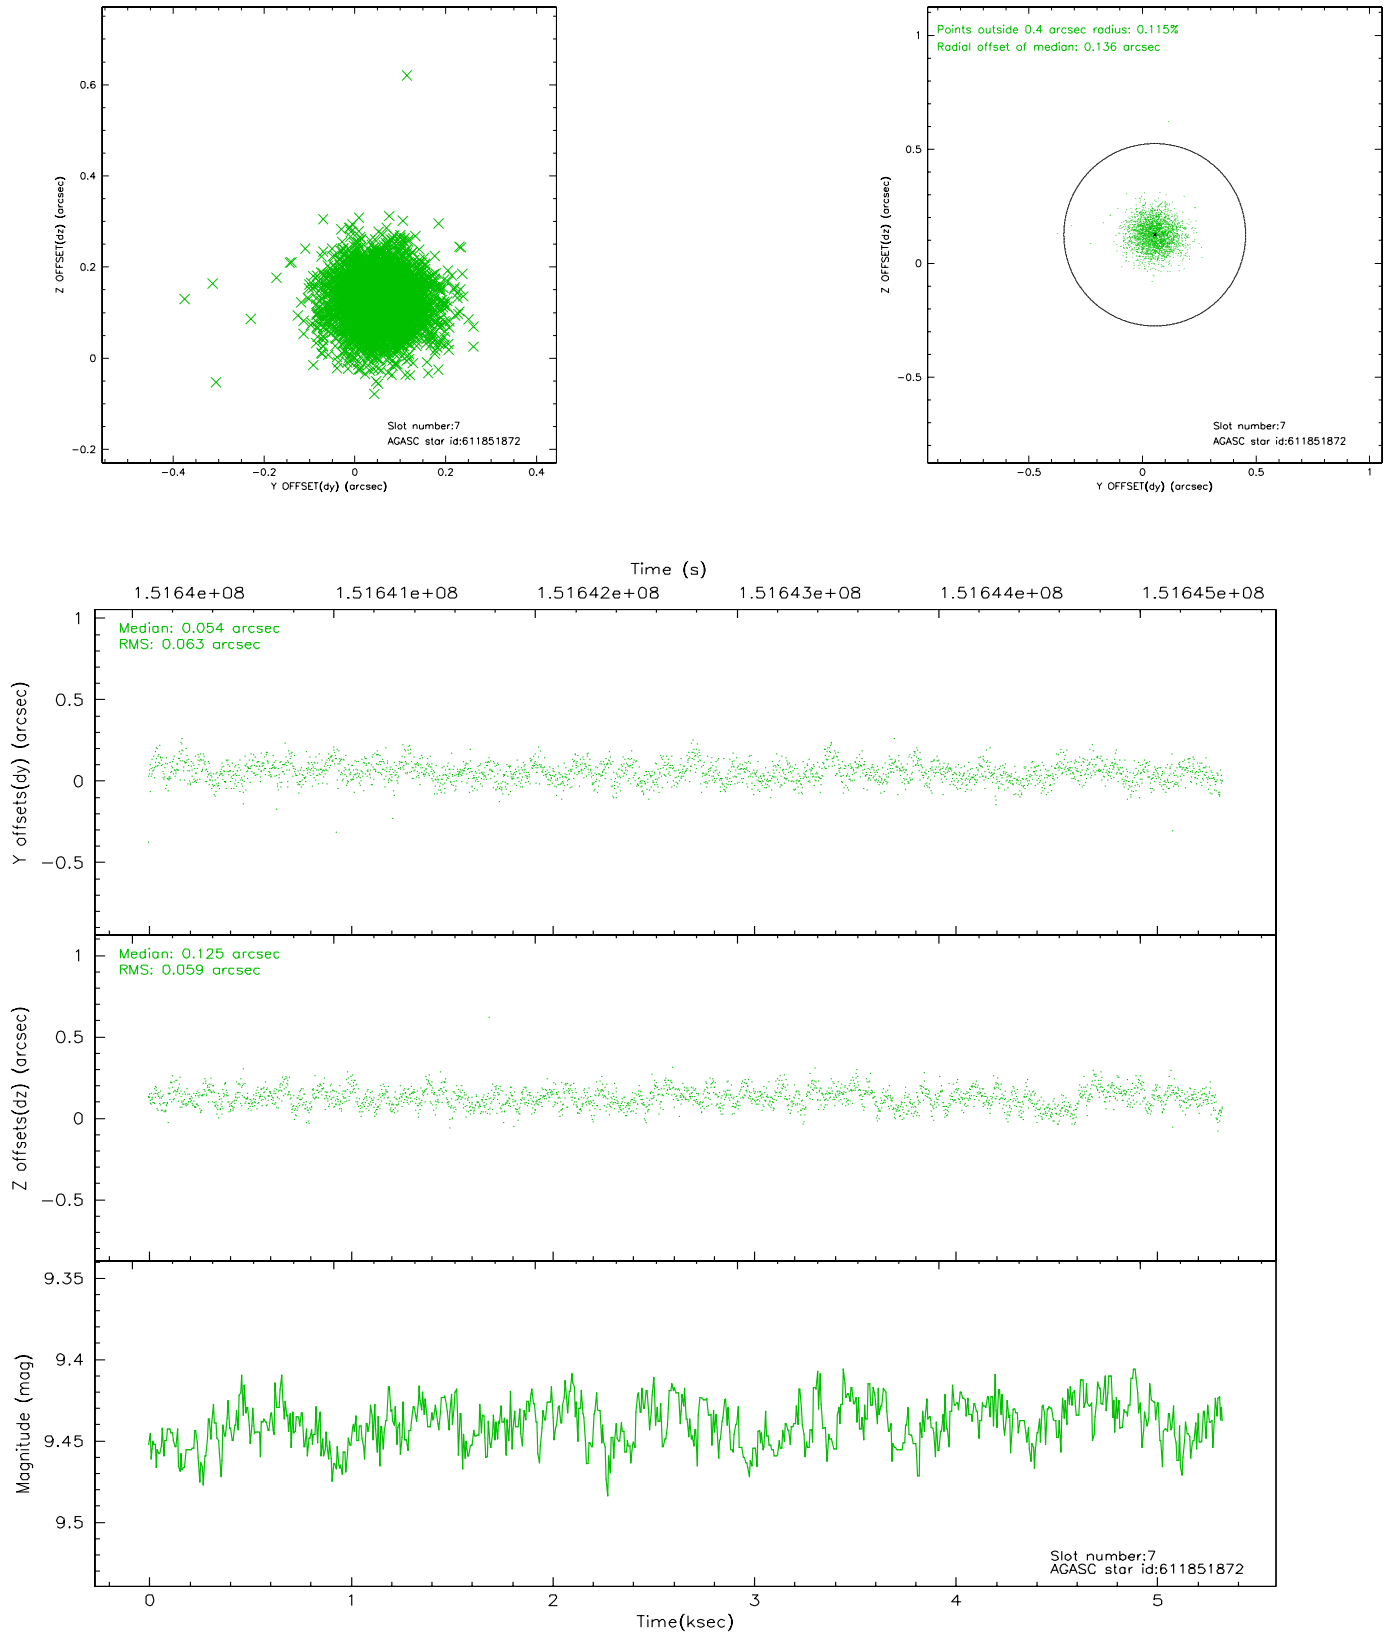 0.6
0.4
0.2
0
−0.2
Z OFFSET(dz) (arcsec)
Slot number:7
AGASC star id:611851872
−0.4 −0.2 0 0.2 0.4
Y OFFSET(dy) (arcsec)
Points outside 0.4 arcsec radius: 0.115%
Radial offset of median: 0.136 arcsec
1
0.5
0
−0.5
Z OFFSET(dz) (arcsec)
Slot number:7
AGASC star id:611851872
−0.5 0 0.5 1
Y OFFSET(dy) (arcsec)
Time (s)
1.5164e+08 1.51641e+08 1.51642e+08 1.51643e+08 1.51644e+08 1.51645e+08
Median: 0.054 arcsec
RMS: 0.063 arcsec
1
0.5
0
−0.5
Y offsets(dy) (arcsec)
Median: 0.125 arcsec
RMS: 0.059 arcsec
1
0.5
0
−0.5
Z offsets(dz) (arcsec)
9.35
9.4
9.45
9.5
Magnitude (mag)
Slot number:7
AGASC star id:611851872
0 1 2 3 4 5
Time(ksec)